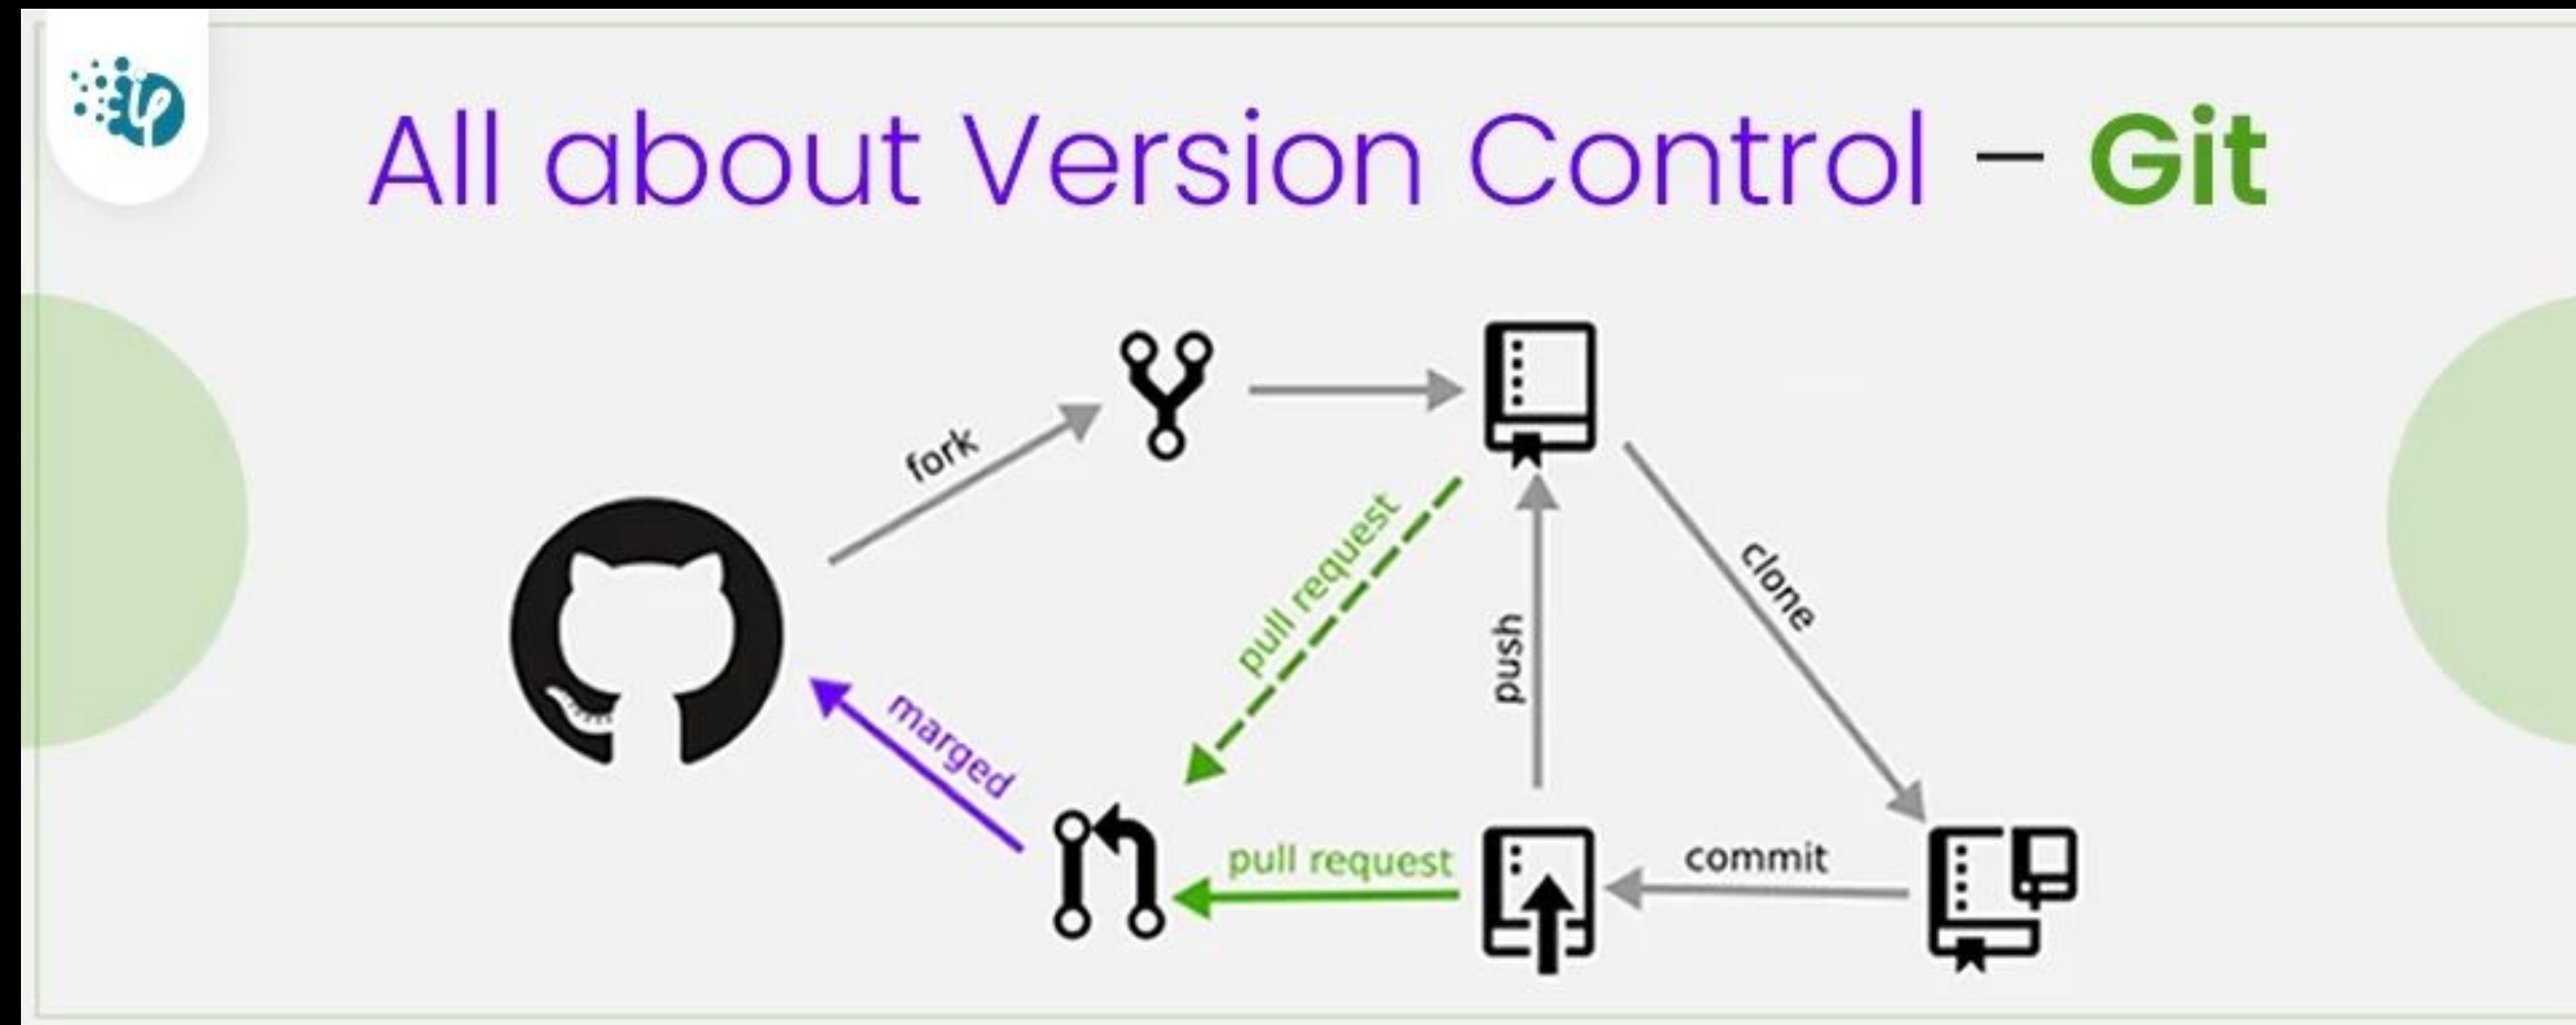 All about Version Control – Git
fork
pull request
push
clone
marged
pull request
commit